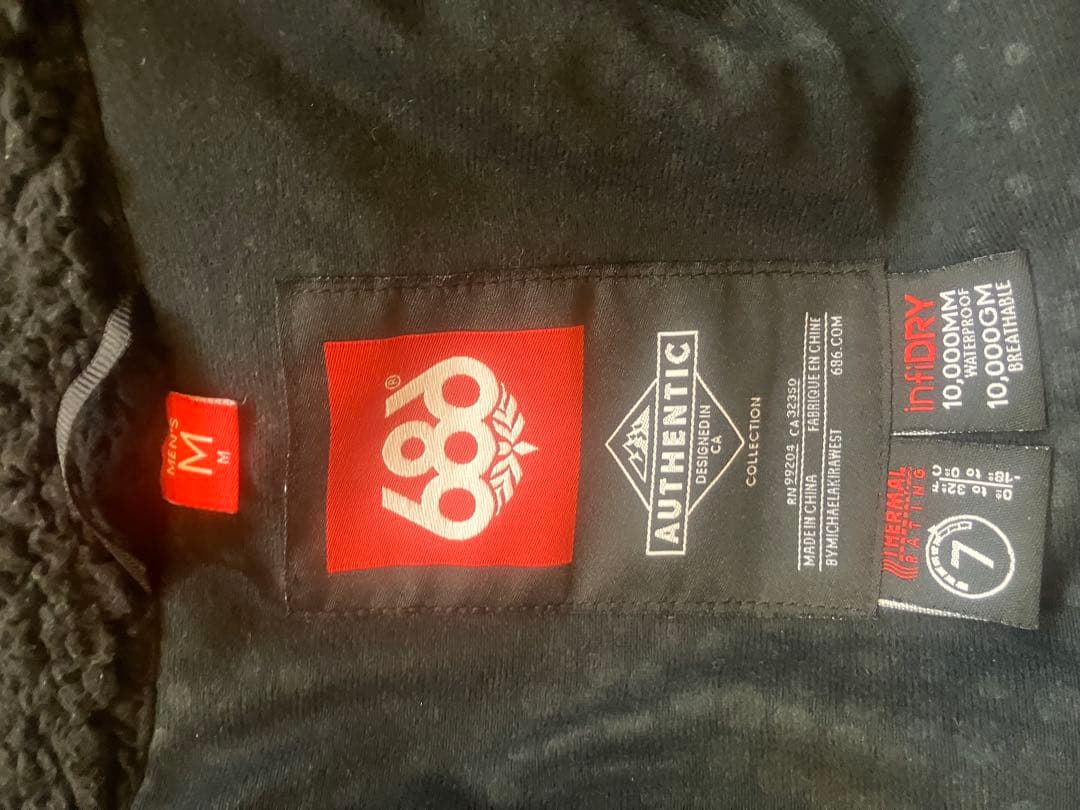 MEN'S
M
M
686®
AUTHENTIC
DESIGNED IN
CA
COLLECTION
RN 99204 CA 32350
MADE IN CHINA FABRIQUE EN CHINE
BYMICHAELAKIRAWEST 686.COM
THERMAL
RATING
7
°F °C
infiDRY
10,000MM
WATERPROOF
10,000GM
BREATHABLE